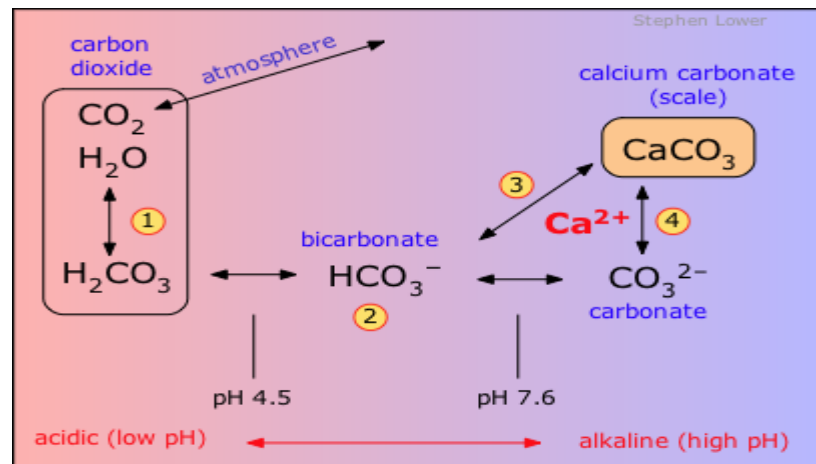 Stephen Lower
carbon
dioxide
atmosphere
calcium carbonate
(scale)
CO₂
H₂O
CaCO₃
1
3
Ca²⁺
4
bicarbonate
H₂CO₃
HCO₃⁻
CO₃²⁻
2
carbonate
pH 4.5
pH 7.6
acidic (low pH)
alkaline (high pH)